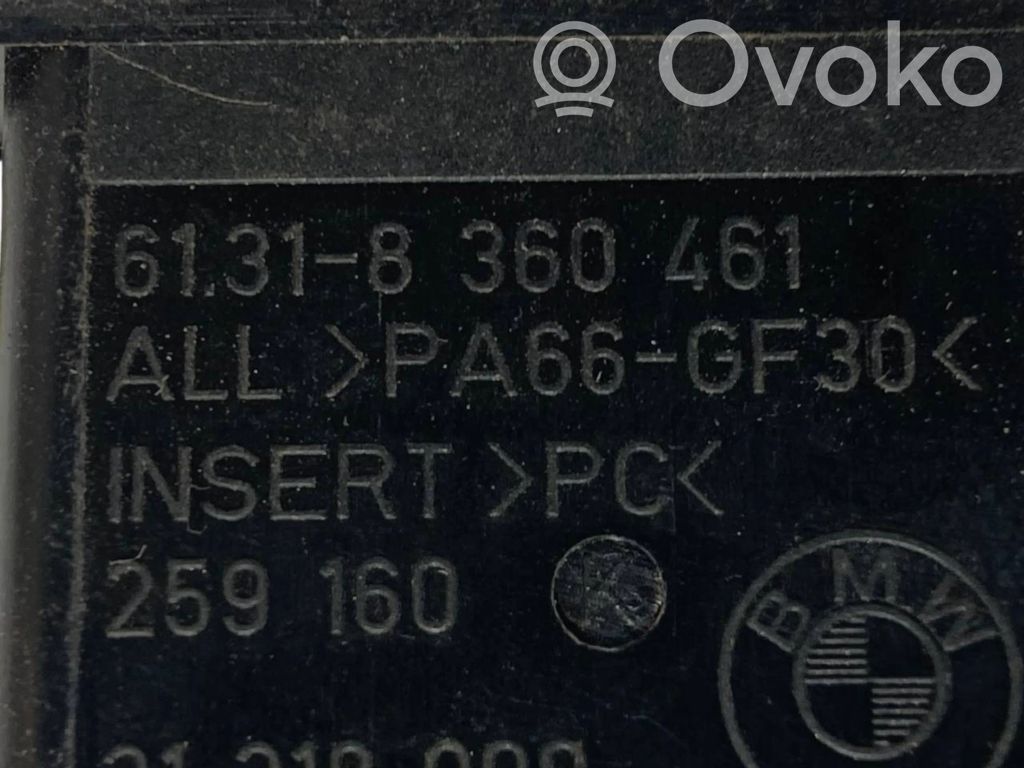 Ovoko
61.31-8 360 461
ALL >PA66-GF30<
INSERT >PC<
259 160
BMW